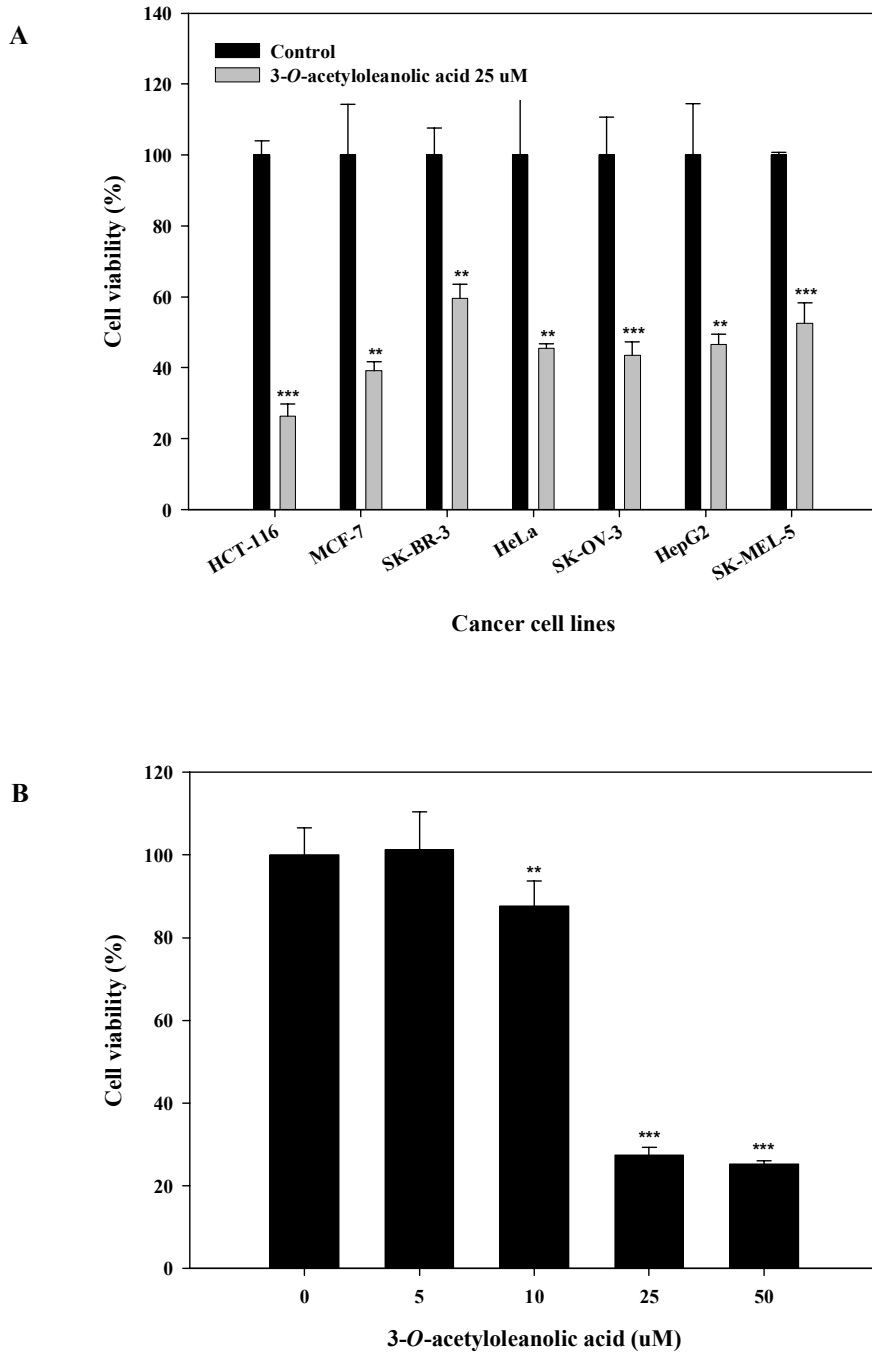 A
140
120
100
80
60
40
20
0
Cell viability (%)
Control
3-O-acetyloleanolic acid 25 uM
***
**
**
**
***
**
***
HCT-116
MCF-7
SK-BR-3
HeLa
SK-OV-3
HepG2
SK-MEL-5
Cancer cell lines
B
120
100
80
60
40
20
0
Cell viability (%)
**
***
***
0
5
10
25
50
3-O-acetyloleanolic acid (uM)